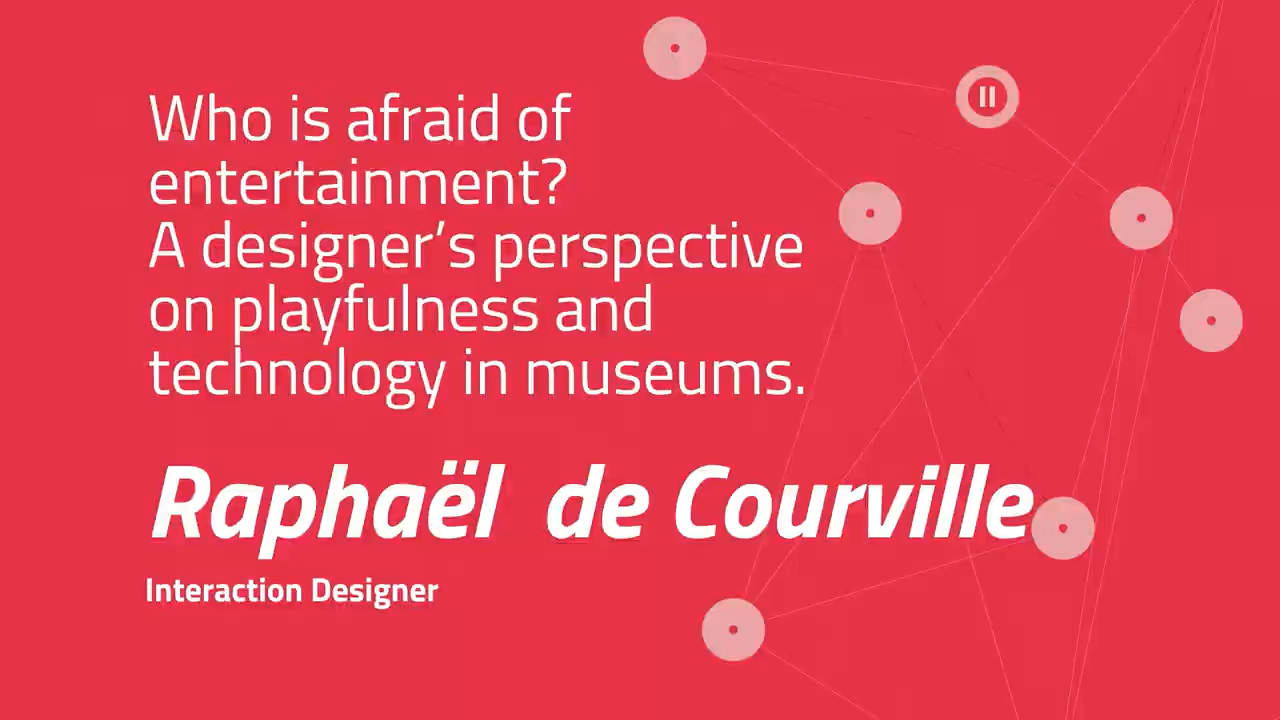 Who is afraid of
entertainment?
A designer’s perspective
on playfulness and
technology in museums.
Raphaël de Courville
Interaction Designer